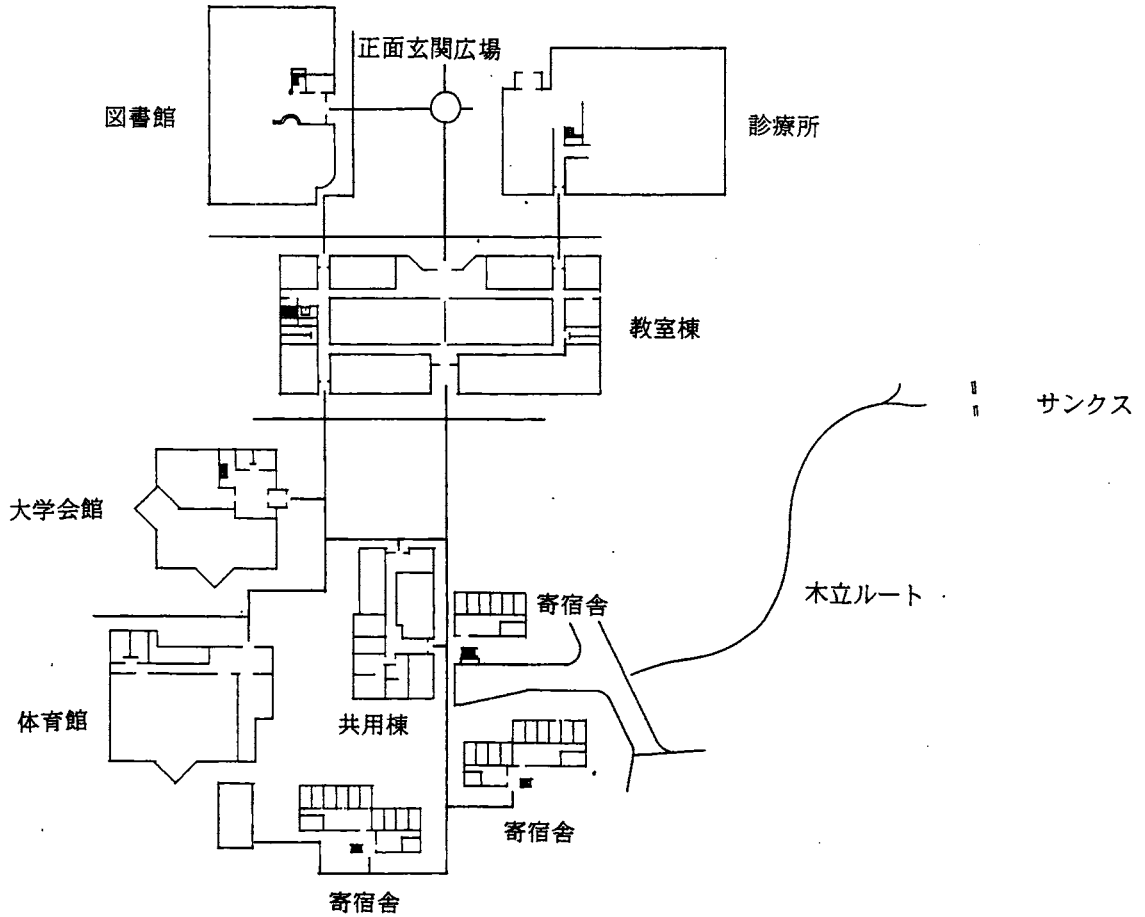 正面玄関広場
図書館
診療所
教室棟
サンクス
大学会館
木立ルート
寄宿舎
体育館
共用棟
寄宿舎
寄宿舎